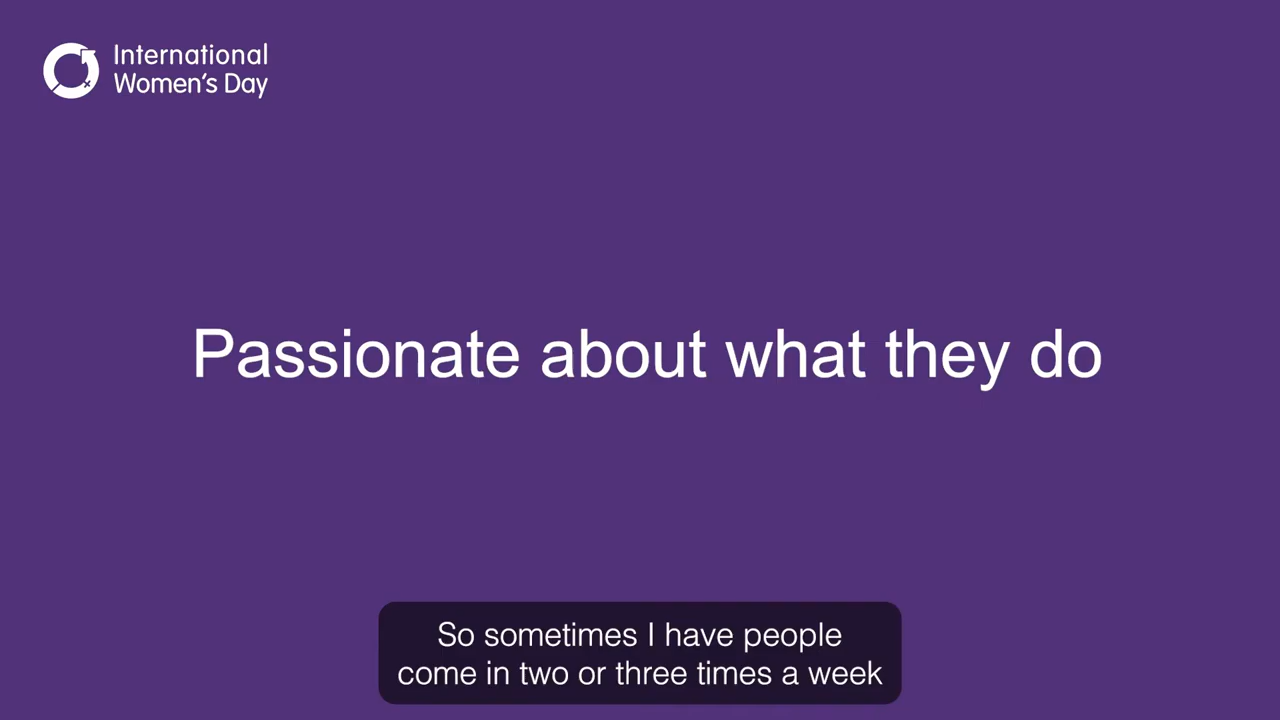 International
Women's Day
Passionate about what they do
So sometimes I have people
come in two or three times a week